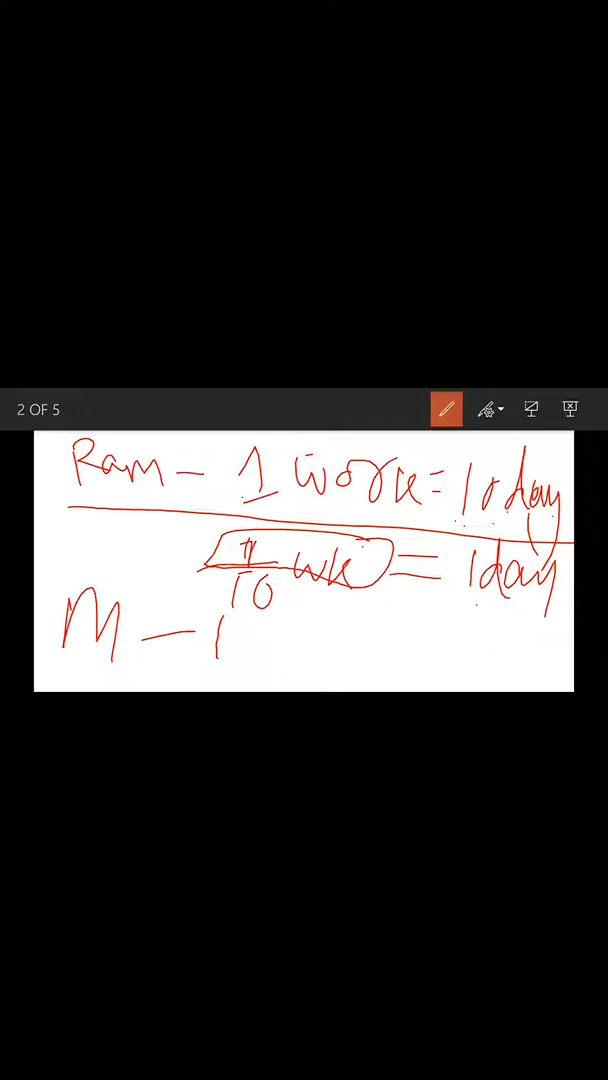 2 OF 5
Ram - 1 work = 10 day
1/10 wk = 1 day
M - 1